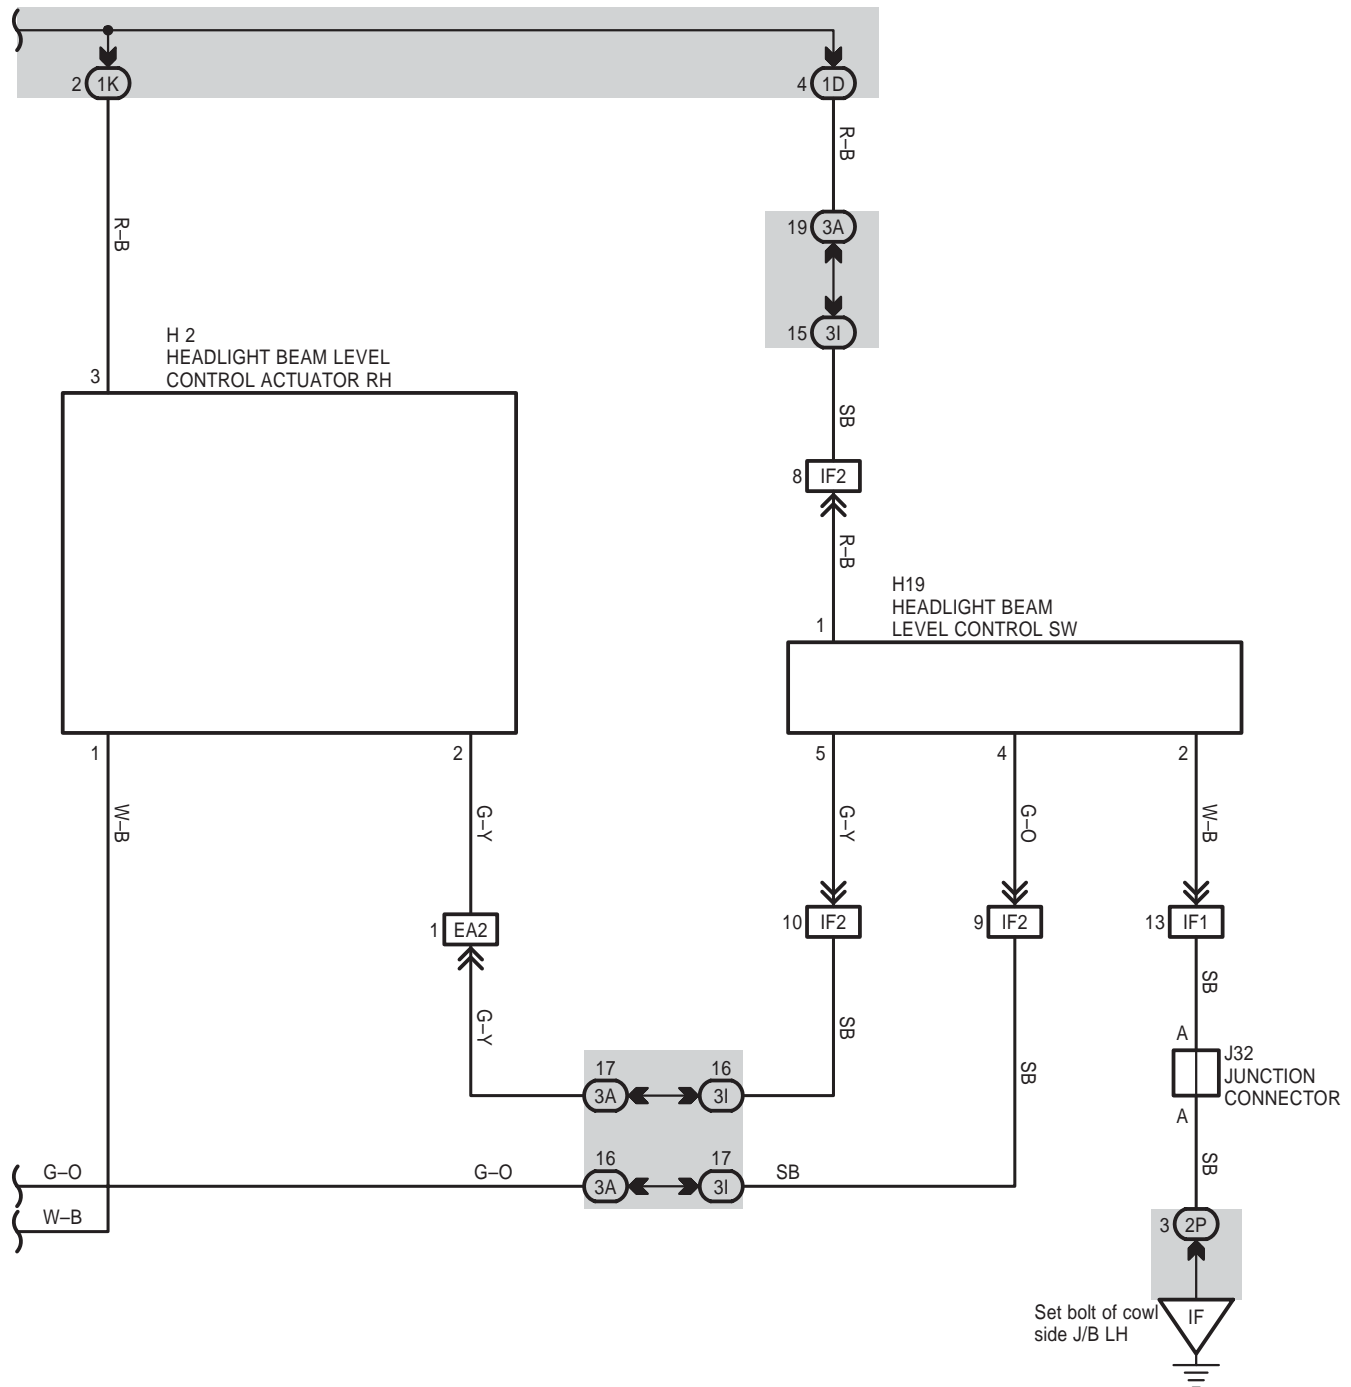 2 1K
4 1D
R–B
R–B
19 3A
15 3I
H 2
HEADLIGHT BEAM LEVEL
CONTROL ACTUATOR RH
3
SB
8 IF2
R–B
H19
HEADLIGHT BEAM
LEVEL CONTROL SW
1
1
2
5
4
2
W–B
G–Y
G–Y
G–O
W–B
1 EA2
10 IF2
9 IF2
13 IF1
SB
G–Y
SB
A
J32
JUNCTION
CONNECTOR
17
16
SB
3A
3I
A
16
17
G–O
G–O
SB
SB
3A
3I
W–B
3 2P
Set bolt of cowl
side J/B LH
IF